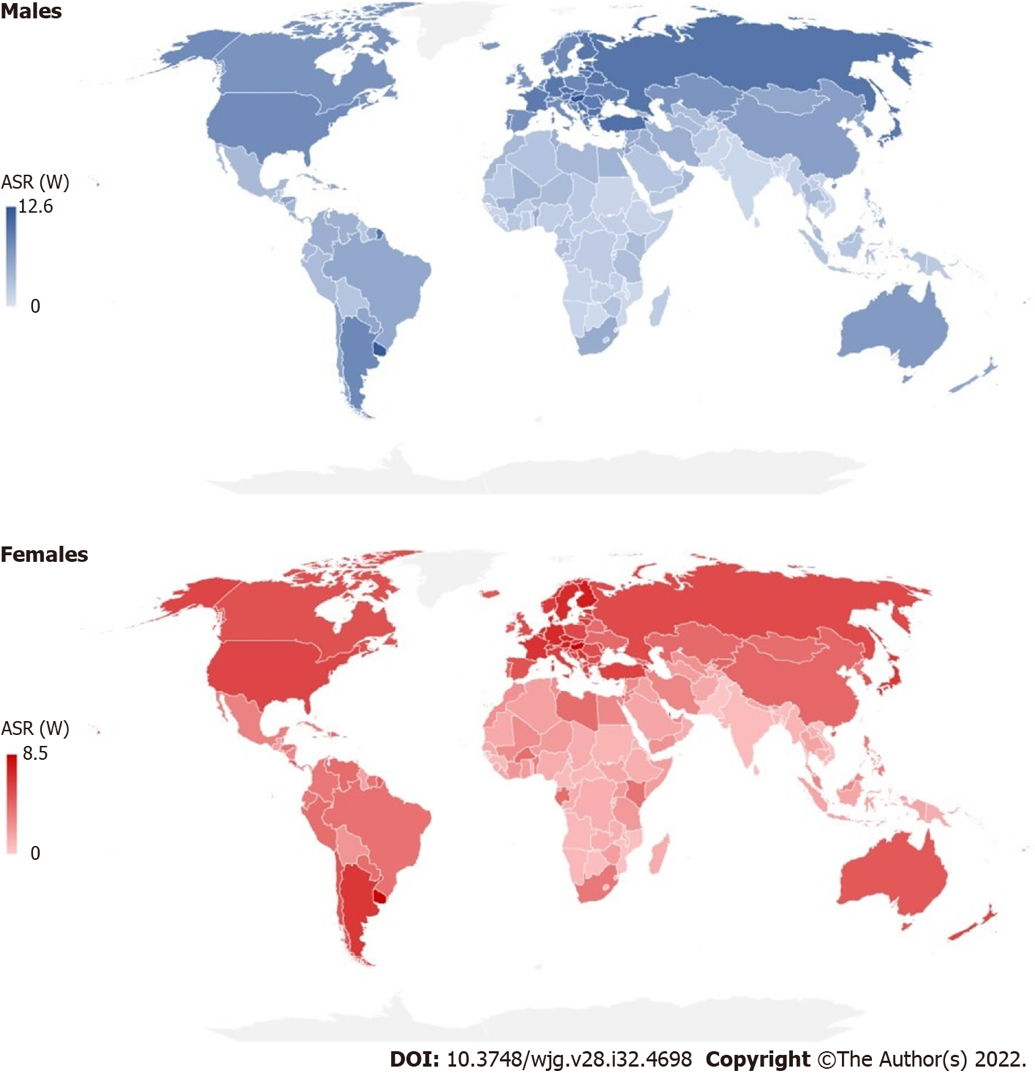 Males
ASR (W)
12.6
0
Females
ASR (W)
8.5
0
DOI: 10.3748/wjg.v28.i32.4698 Copyright ©The Author(s) 2022.